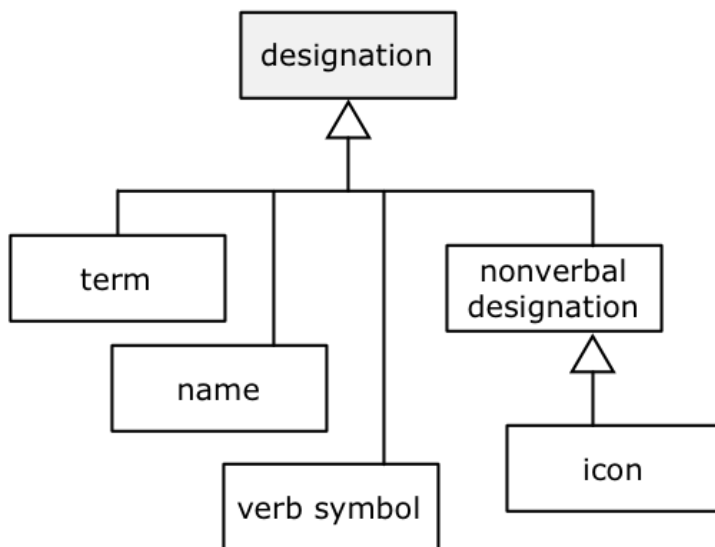 designation
term
nonverbal
designation
name
icon
verb symbol